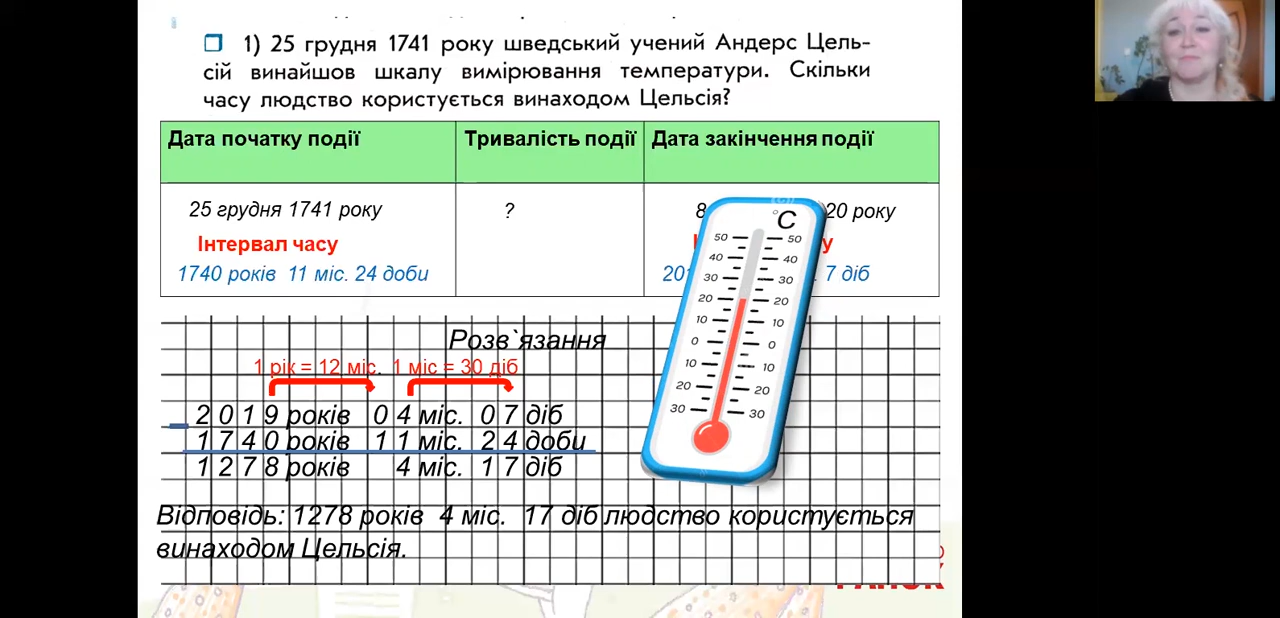 1) 25 грудня 1741 року шведський учений Андерс Цель-
сій винайшов шкалу вимірювання температури. Скільки
часу людство користується винаходом Цельсія?
Дата початку події Тривалість події Дата закінчення події
25 грудня 1741 року ? 8 20 року
Інтервал часу у
1740 років 11 міс. 24 доби 201 . 7 діб
°C
50 50
40 40
30 30
20 20
10 10
0 0
10 10
20 20
30 30
Розв`язання
1 рік = 12 міс. 1 міс = 30 діб
2019 років 04 міс. 07 діб
1740 років 11 міс. 24 доби
1278 років 4 міс. 17 діб
Відповідь: 1278 років 4 міс. 17 діб людство користується
винаходом Цельсія.